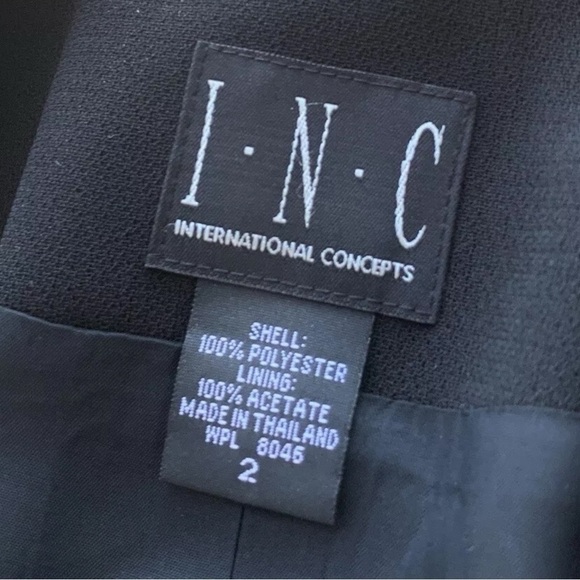 I·N·C
INTERNATIONAL CONCEPTS
SHELL:
100% POLYESTER
LINING:
100% ACETATE
MADE IN THAILAND
WPL 8046
2